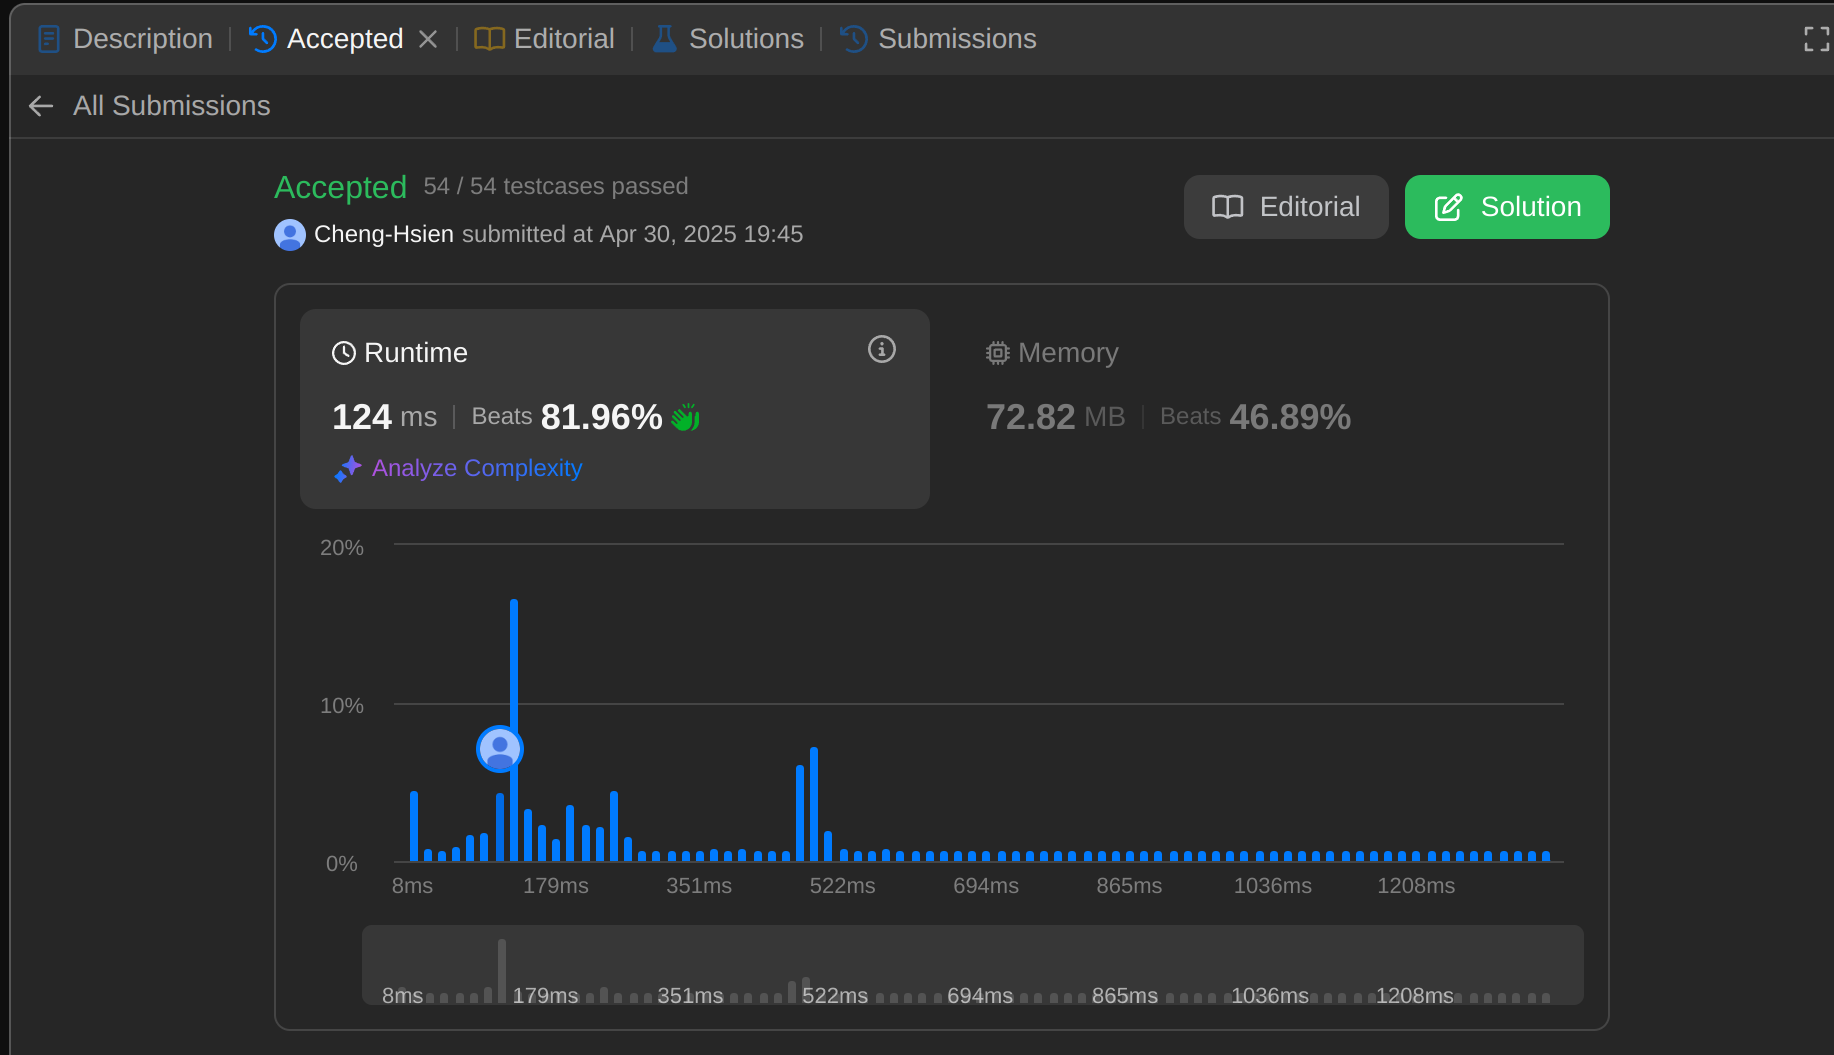 Description | Accepted | Editorial | Solutions | Submissions
All Submissions
Accepted 54 / 54 testcases passed
Cheng-Hsien submitted at Apr 30, 2025 19:45
Editorial
Solution
Runtime
124 ms | Beats 81.96%
Analyze Complexity
Memory
72.82 MB | Beats 46.89%
20%
10%
0%
8ms 179ms 351ms 522ms 694ms 865ms 1036ms 1208ms
8ms 179ms 351ms 522ms 694ms 865ms 1036ms 1208ms